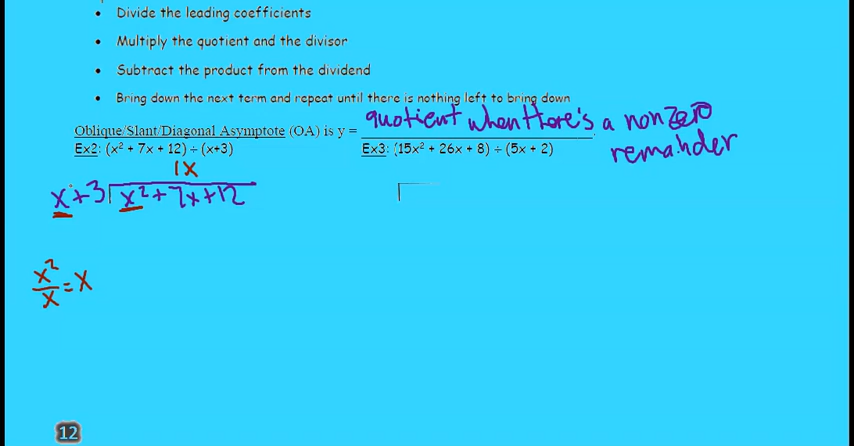 • Divide the leading coefficients
• Multiply the quotient and the divisor
• Subtract the product from the dividend
• Bring down the next term and repeat until there is nothing left to bring down
Oblique/Slant/Diagonal Asymptote (OA) is y = quotient when there's a nonzero
remainder
Ex2: (x² + 7x + 12) ÷ (x+3) Ex3: (15x² + 26x + 8) ÷ (5x + 2)
1x
x+3 x²+7x+12
x²/x = x
12